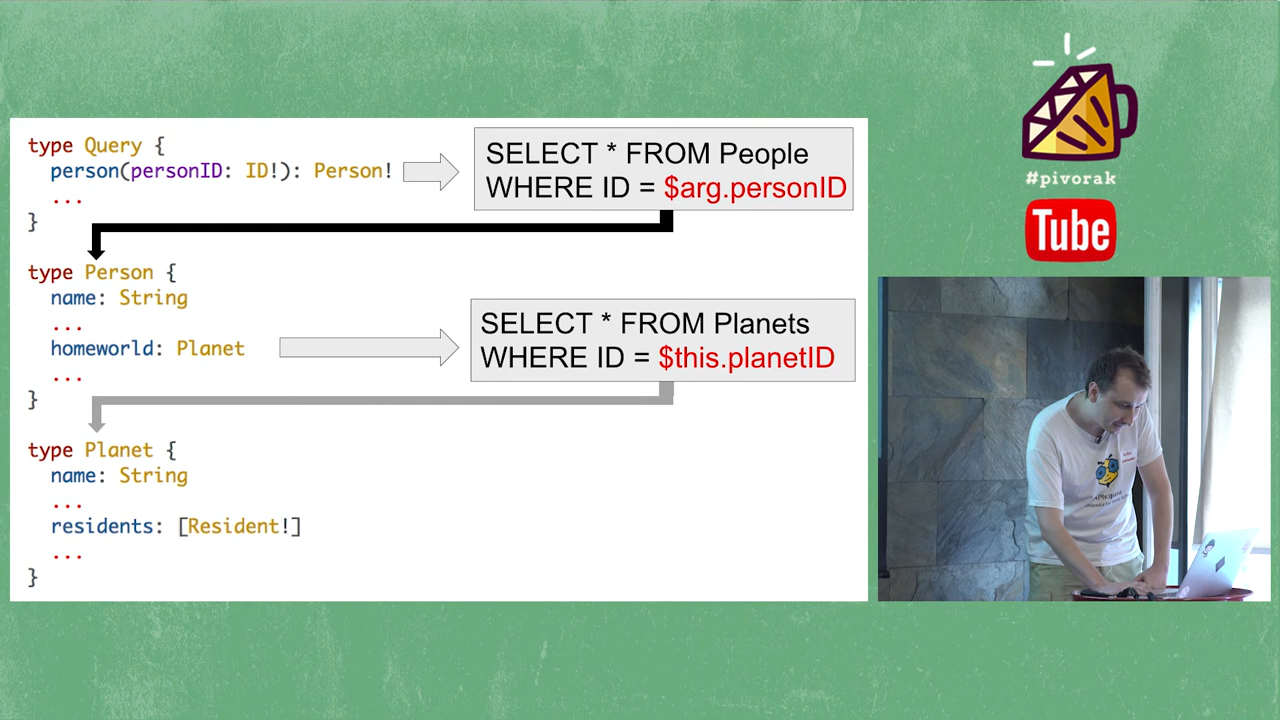 type Query {
person(personID: ID!): Person!
...
}
type Person {
name: String
...
homeworld: Planet
...
}
type Planet {
name: String
...
residents: [Resident!]
...
}
SELECT * FROM People
WHERE ID = $arg.personID
SELECT * FROM Planets
WHERE ID = $this.planetID
#pivorak
Tube